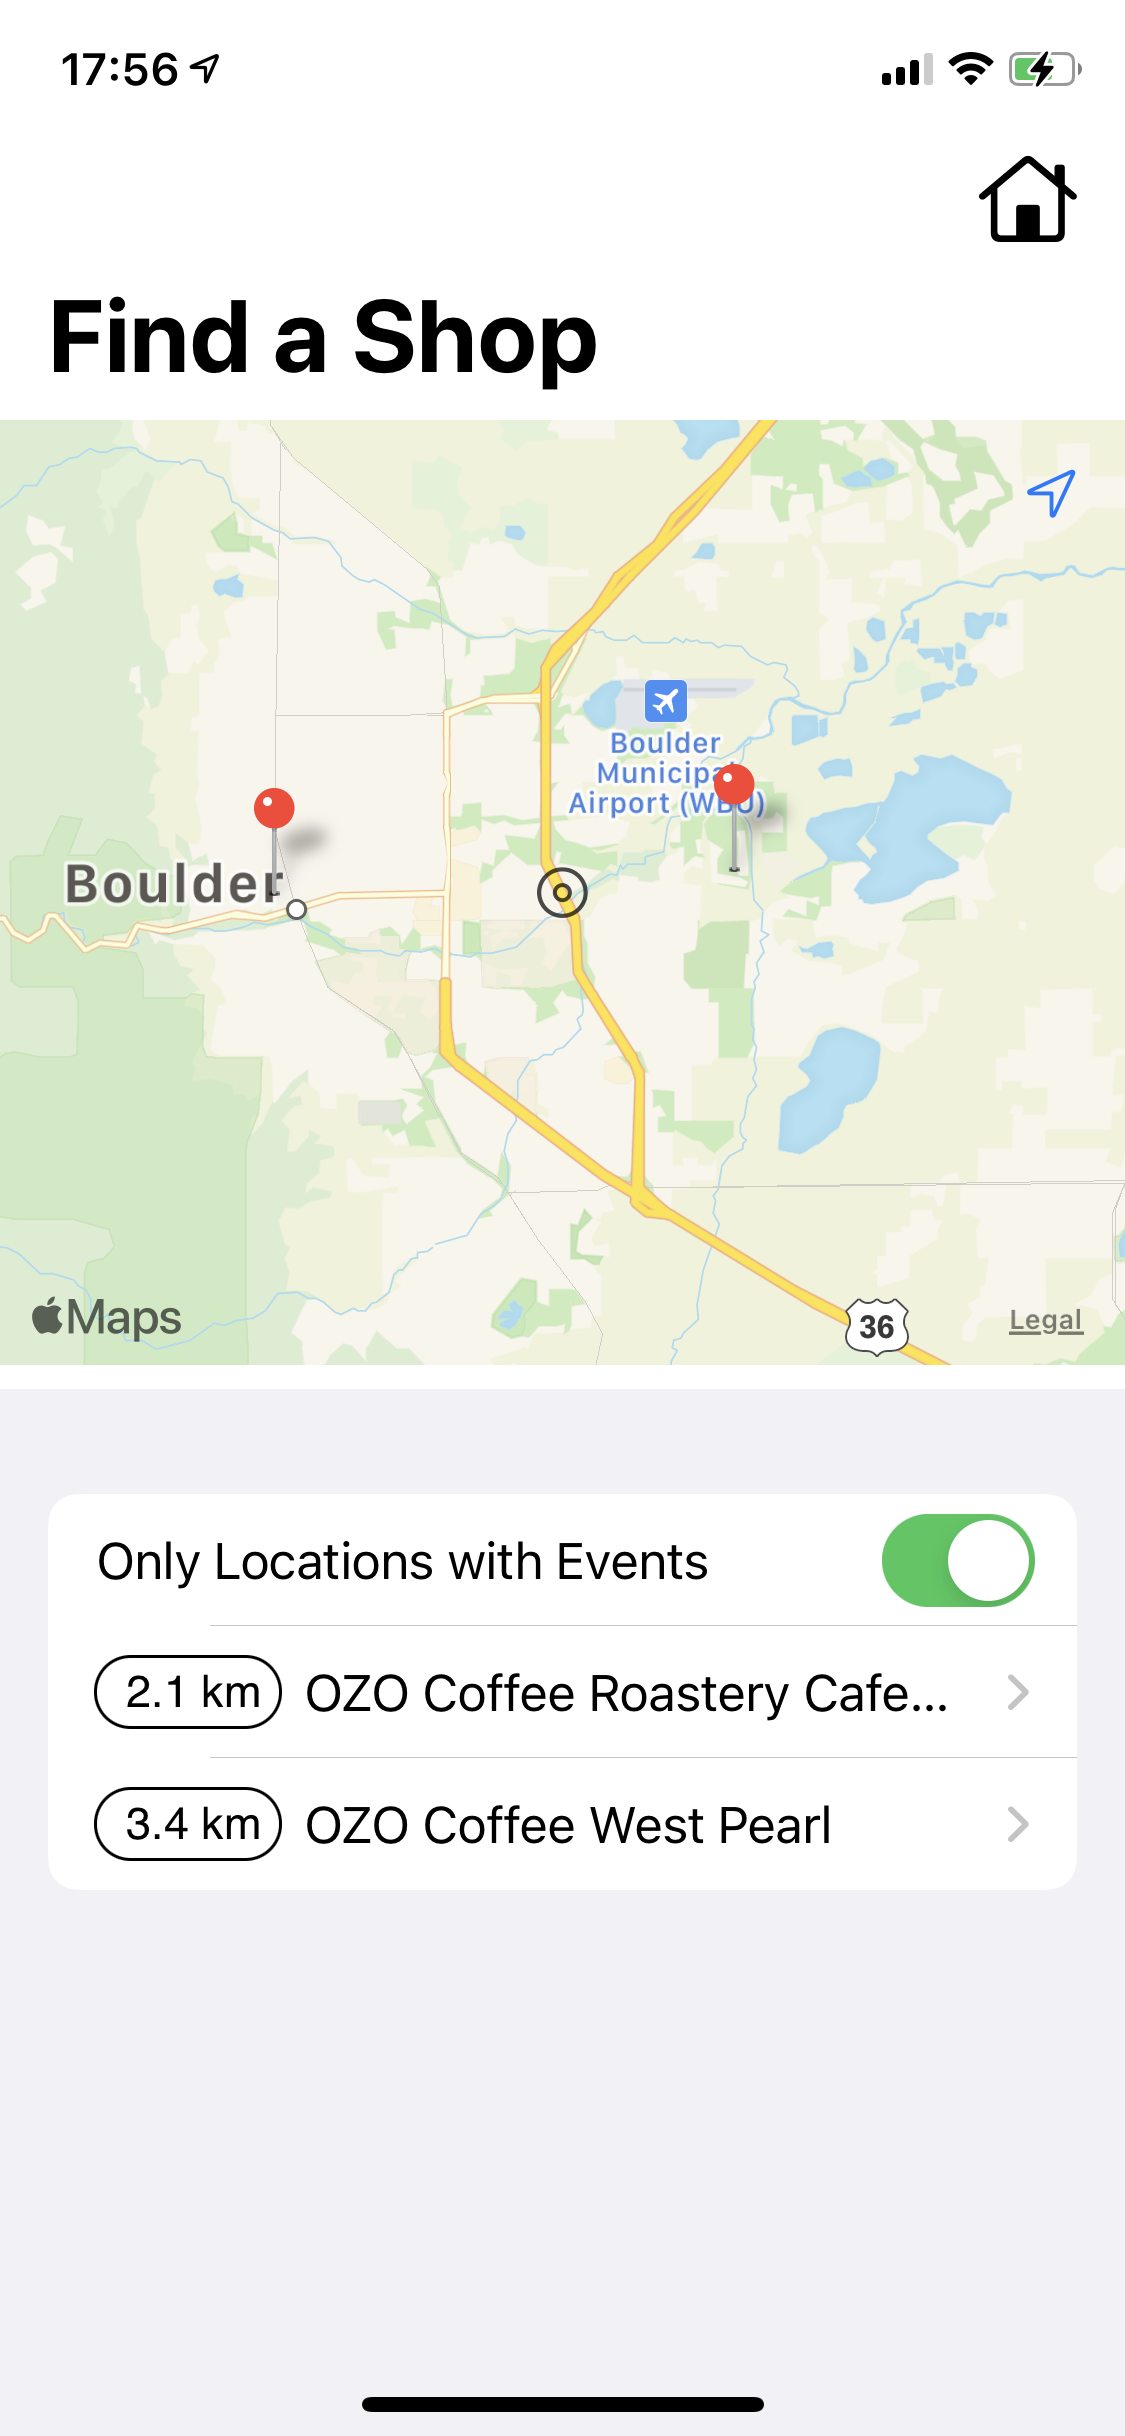 17:56
Find a Shop
Boulder
Municipal
Airport (WBU)
Boulder
Maps
36
Legal
Only Locations with Events
2.1 km OZO Coffee Roastery Cafe...
3.4 km OZO Coffee West Pearl